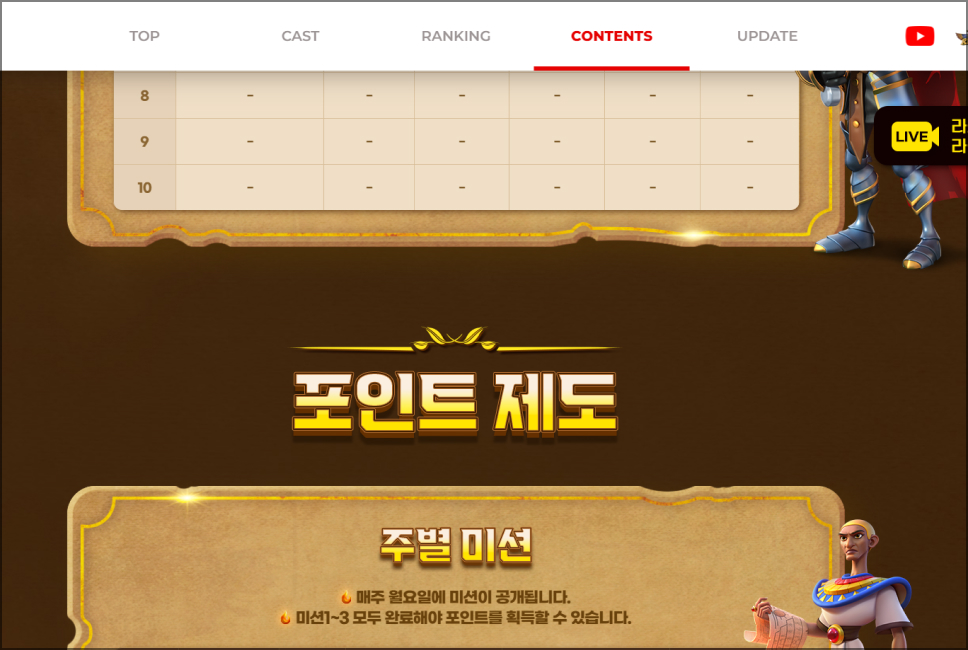 TOP CAST RANKING CONTENTS UPDATE
LIVE 라
라
8 - - - - - -
9 - - - - - -
10 - - - - - -
포인트 제도
주별 미션
매주 월요일에 미션이 공개됩니다.
미션1~3 모두 완료해야 포인트를 획득할 수 있습니다.